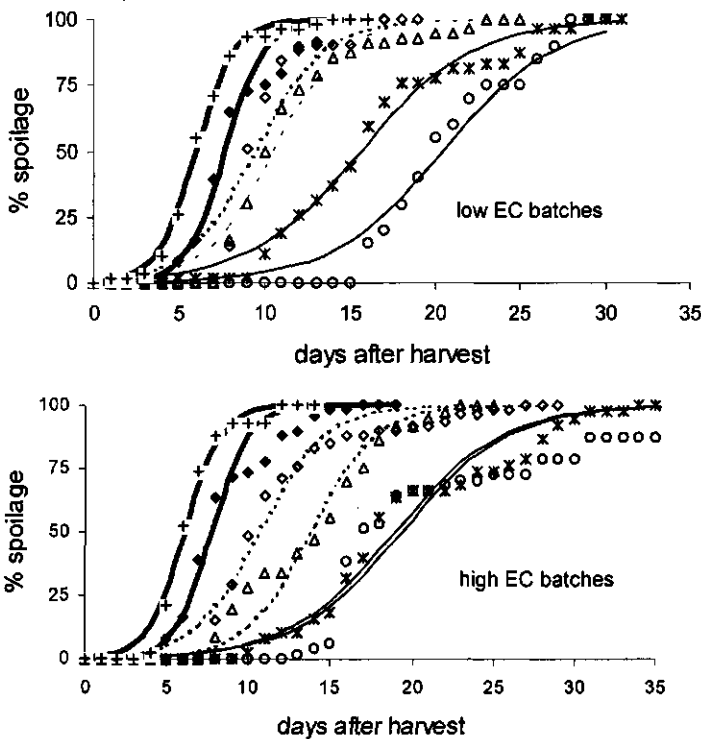 100
75
50
25
0
% spoilage
low EC batches
0 5 10 15 20 25 30 35
days after harvest
100
75
50
25
0
% spoilage
high EC batches
0 5 10 15 20 25 30 35
days after harvest